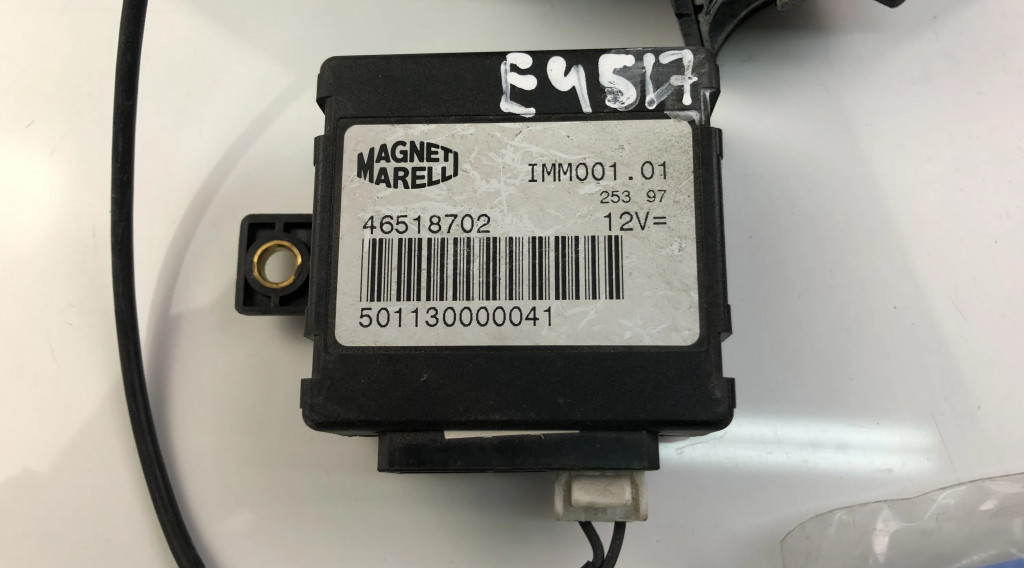 E4517
MAGNETI
MARELLI
IMM001.01
253 97
46518702
12V=
501130000041